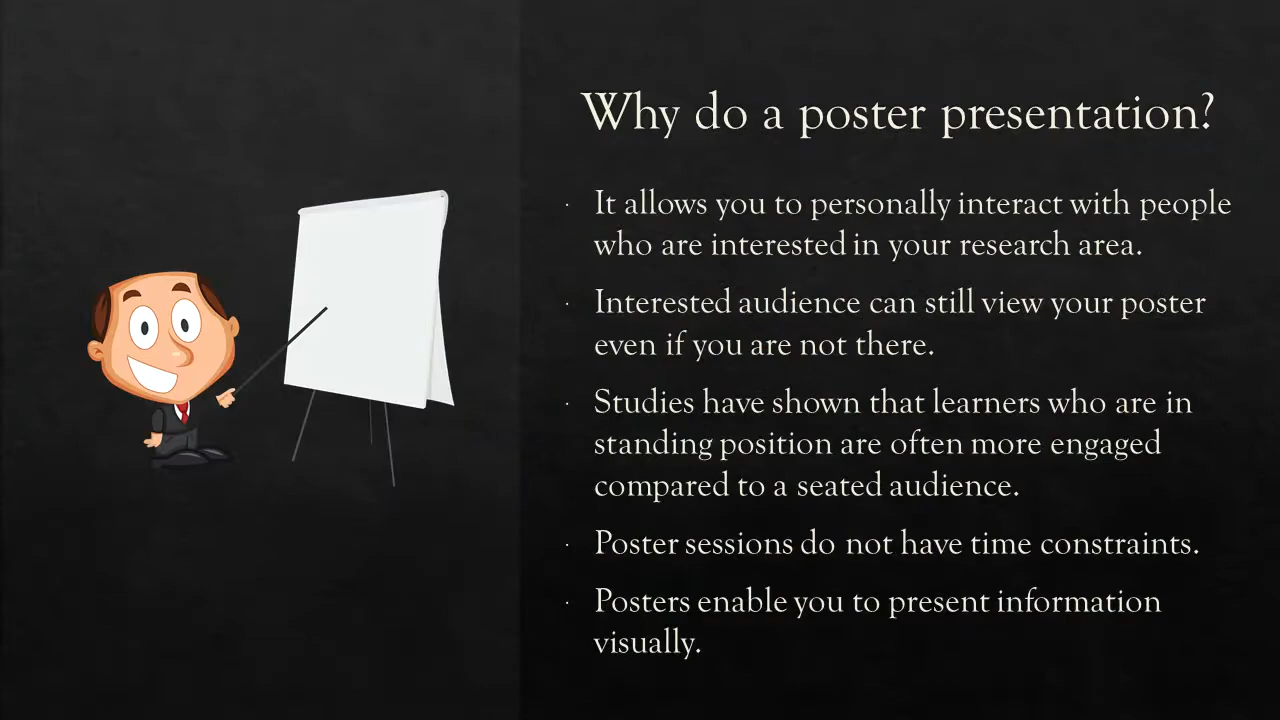 Why do a poster presentation?
· It allows you to personally interact with people
who are interested in your research area.
· Interested audience can still view your poster
even if you are not there.
· Studies have shown that learners who are in
standing position are often more engaged
compared to a seated audience.
· Poster sessions do not have time constraints.
· Posters enable you to present information
visually.